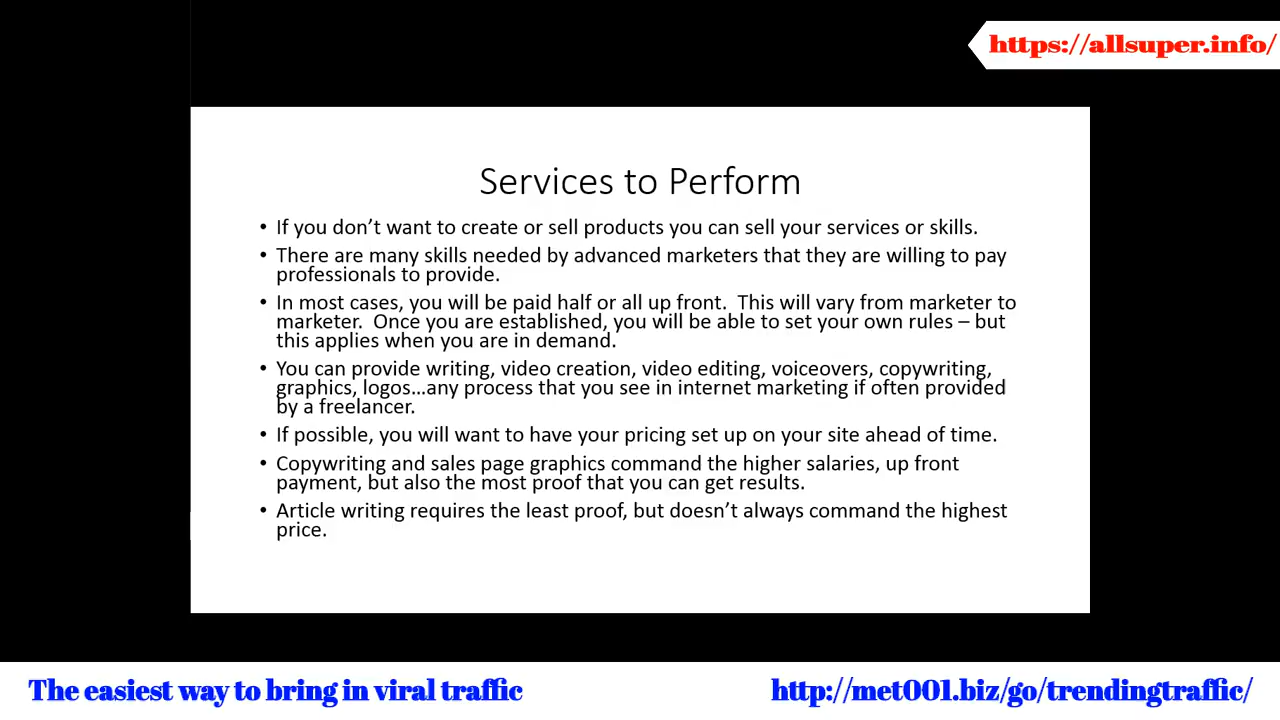 https://allsuper.info/
Services to Perform
• If you don’t want to create or sell products you can sell your services or skills.
• There are many skills needed by advanced marketers that they are willing to pay
professionals to provide.
• In most cases, you will be paid half or all up front.  This will vary from marketer to
marketer.  Once you are established, you will be able to set your own rules – but
this applies when you are in demand.
• You can provide writing, video creation, video editing, voiceovers, copywriting,
graphics, logos…any process that you see in internet marketing if often provided
by a freelancer.
• If possible, you will want to have your pricing set up on your site ahead of time.
• Copywriting and sales page graphics command the higher salaries, up front
payment, but also the most proof that you can get results.
• Article writing requires the least proof, but doesn’t always command the highest
price.
The easiest way to bring in viral traffic
http://met001.biz/go/trendingtraffic/